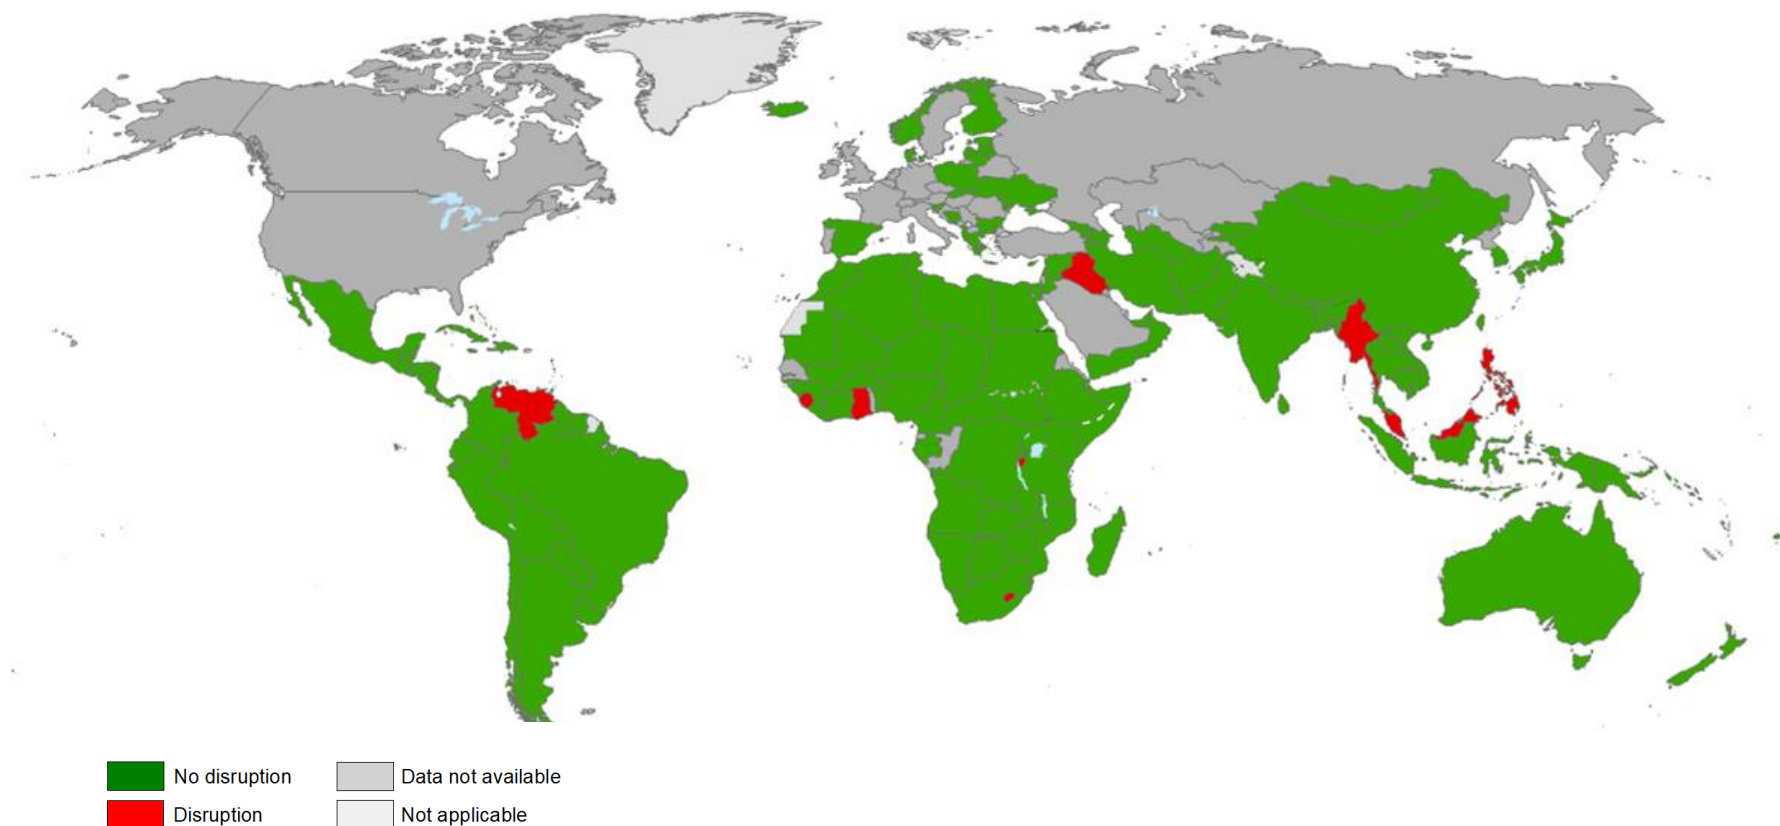 No disruption
Data not available
Disruption
Not applicable